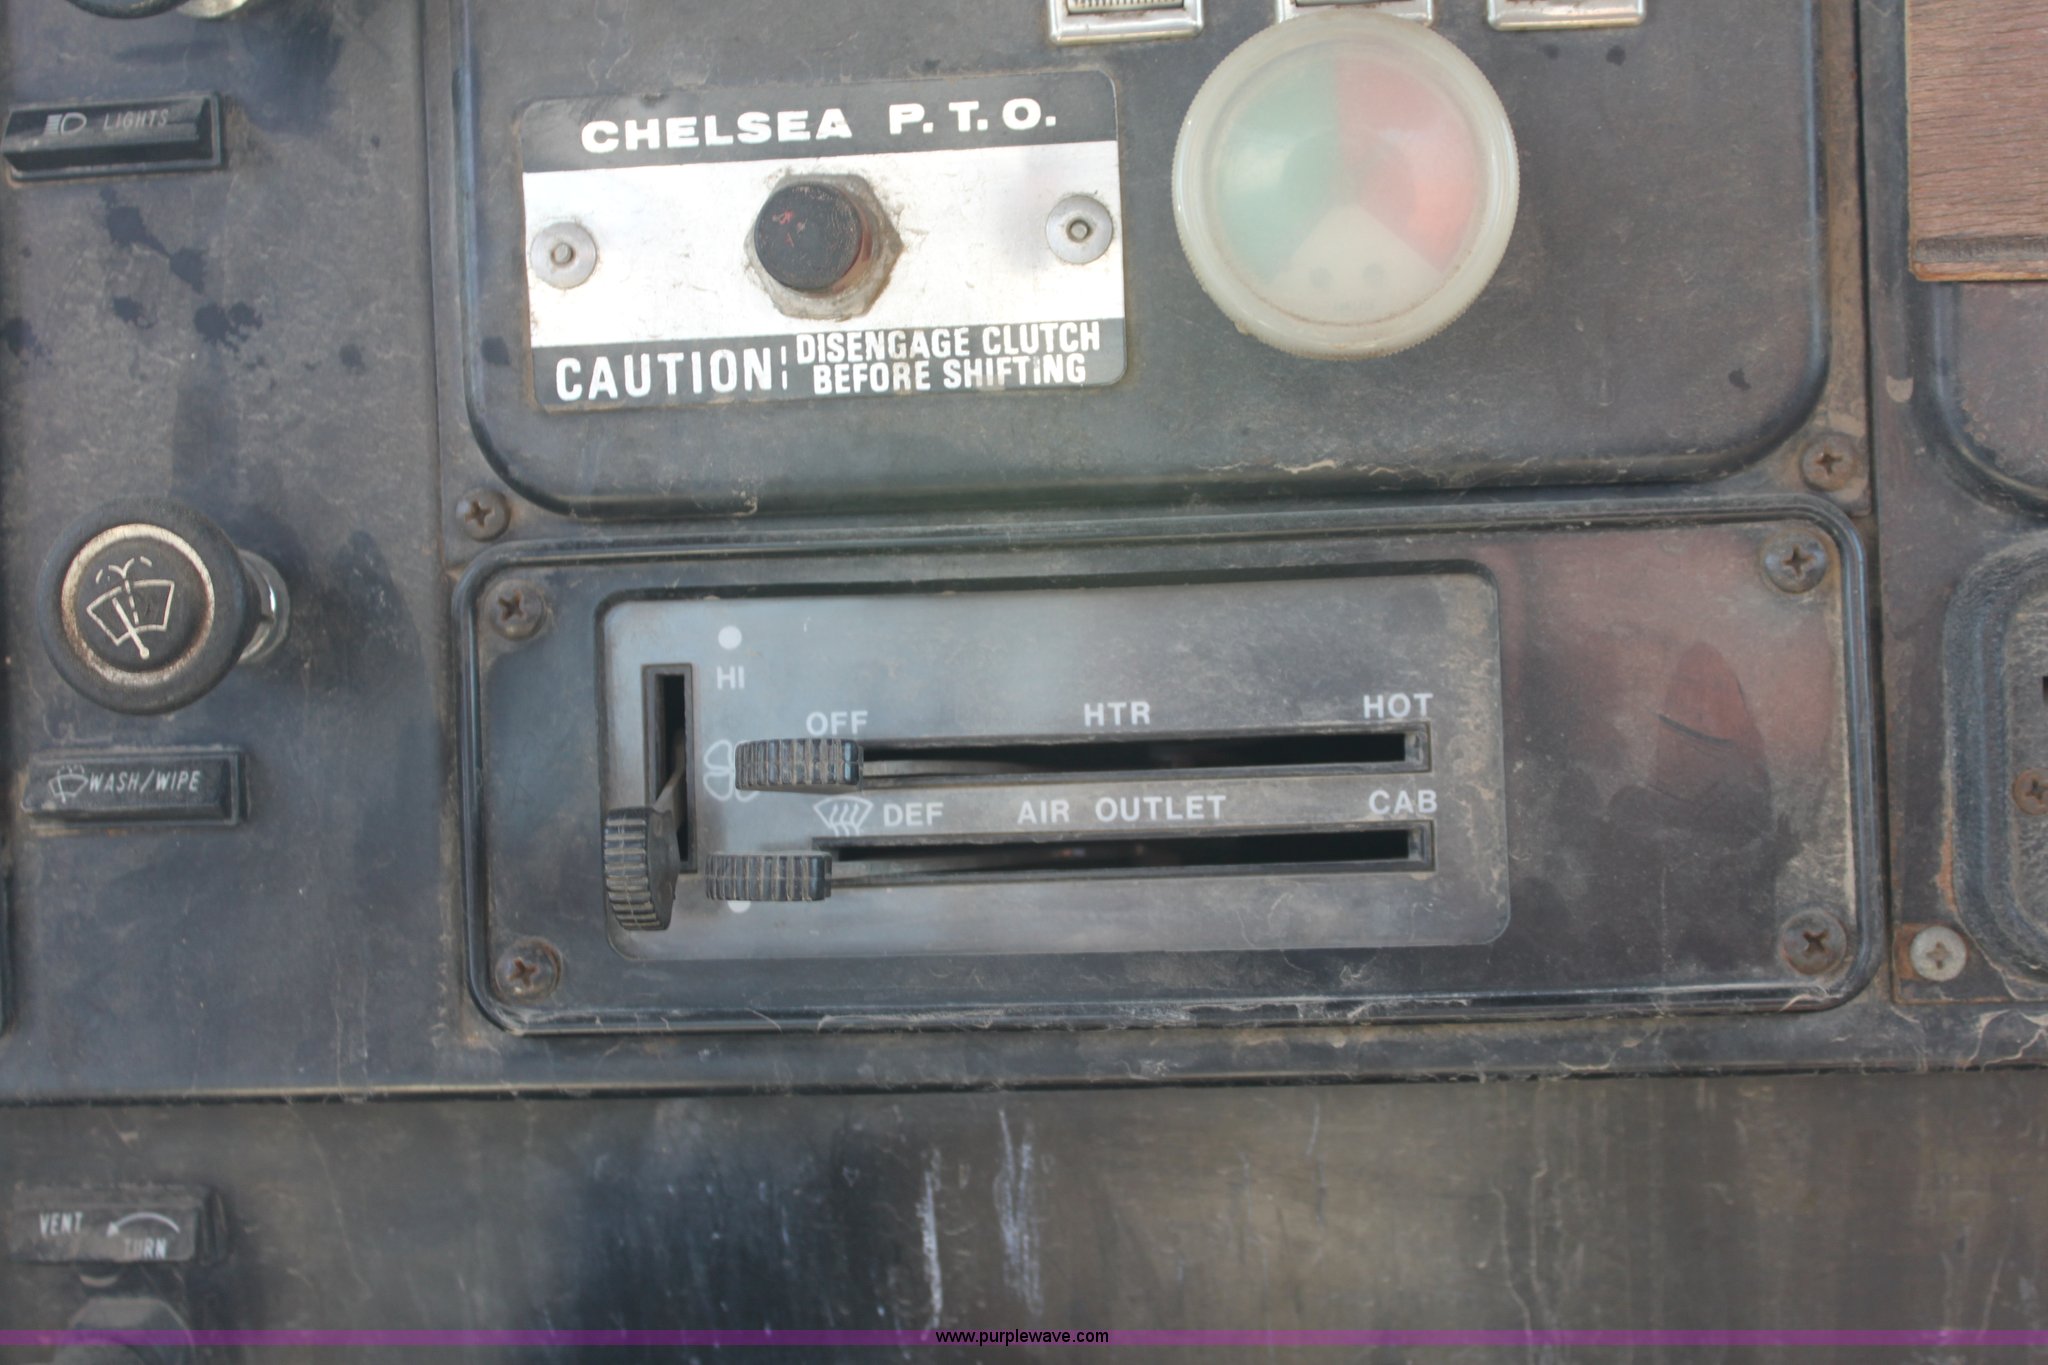 LIGHTS
CHELSEA P.T.O.
CAUTION: DISENGAGE CLUTCH
BEFORE SHIFTING
HI
OFF HTR HOT
DEF AIR OUTLET CAB
WASH/WIPE
VENT
TURN
www.purplewave.com